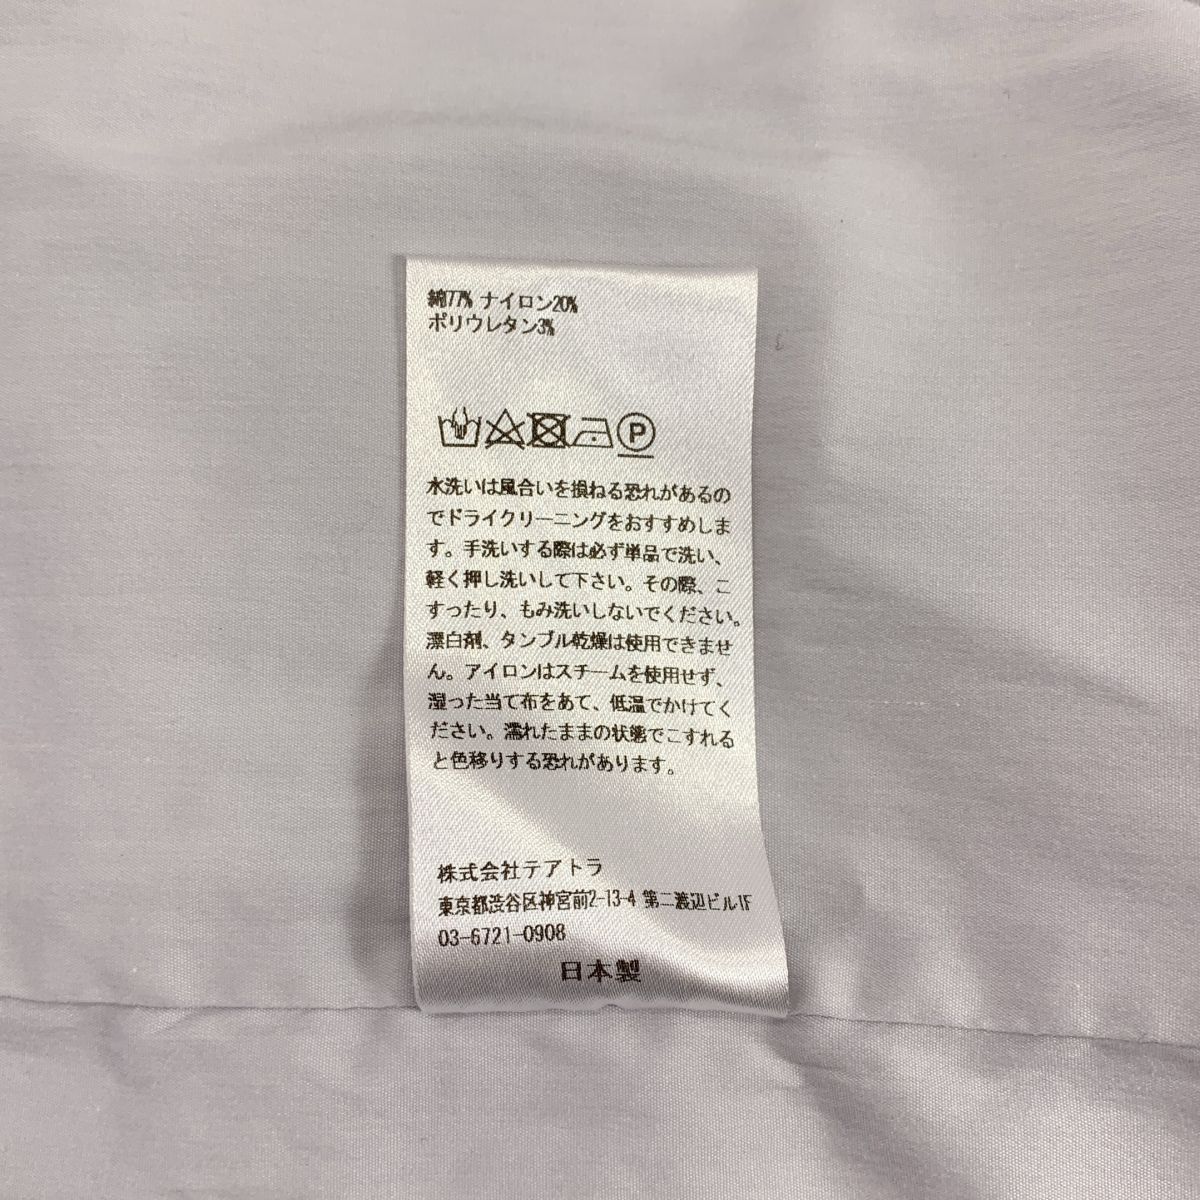 綿77% ナイロン20%
ポリウレタン3%
P
水洗いは風合いを損ねる恐れがあるの
でドライクリーニングをおすすめしま
す。手洗いする際は必ず単品で洗い、
軽く押し洗いして下さい。その際、こ
すったり、もみ洗いしないでください。
漂白剤、タンブル乾燥は使用できませ
ん。アイロンはスチームを使用せず、
湿った当て布をあて、低温でかけてく
ださい。濡れたままの状態でこすれる
と色移りする恐れがあります。
株式会社テアトラ
東京都渋谷区神宮前2-13-4 第二渡辺ビル1F
03-6721-0908
日本製